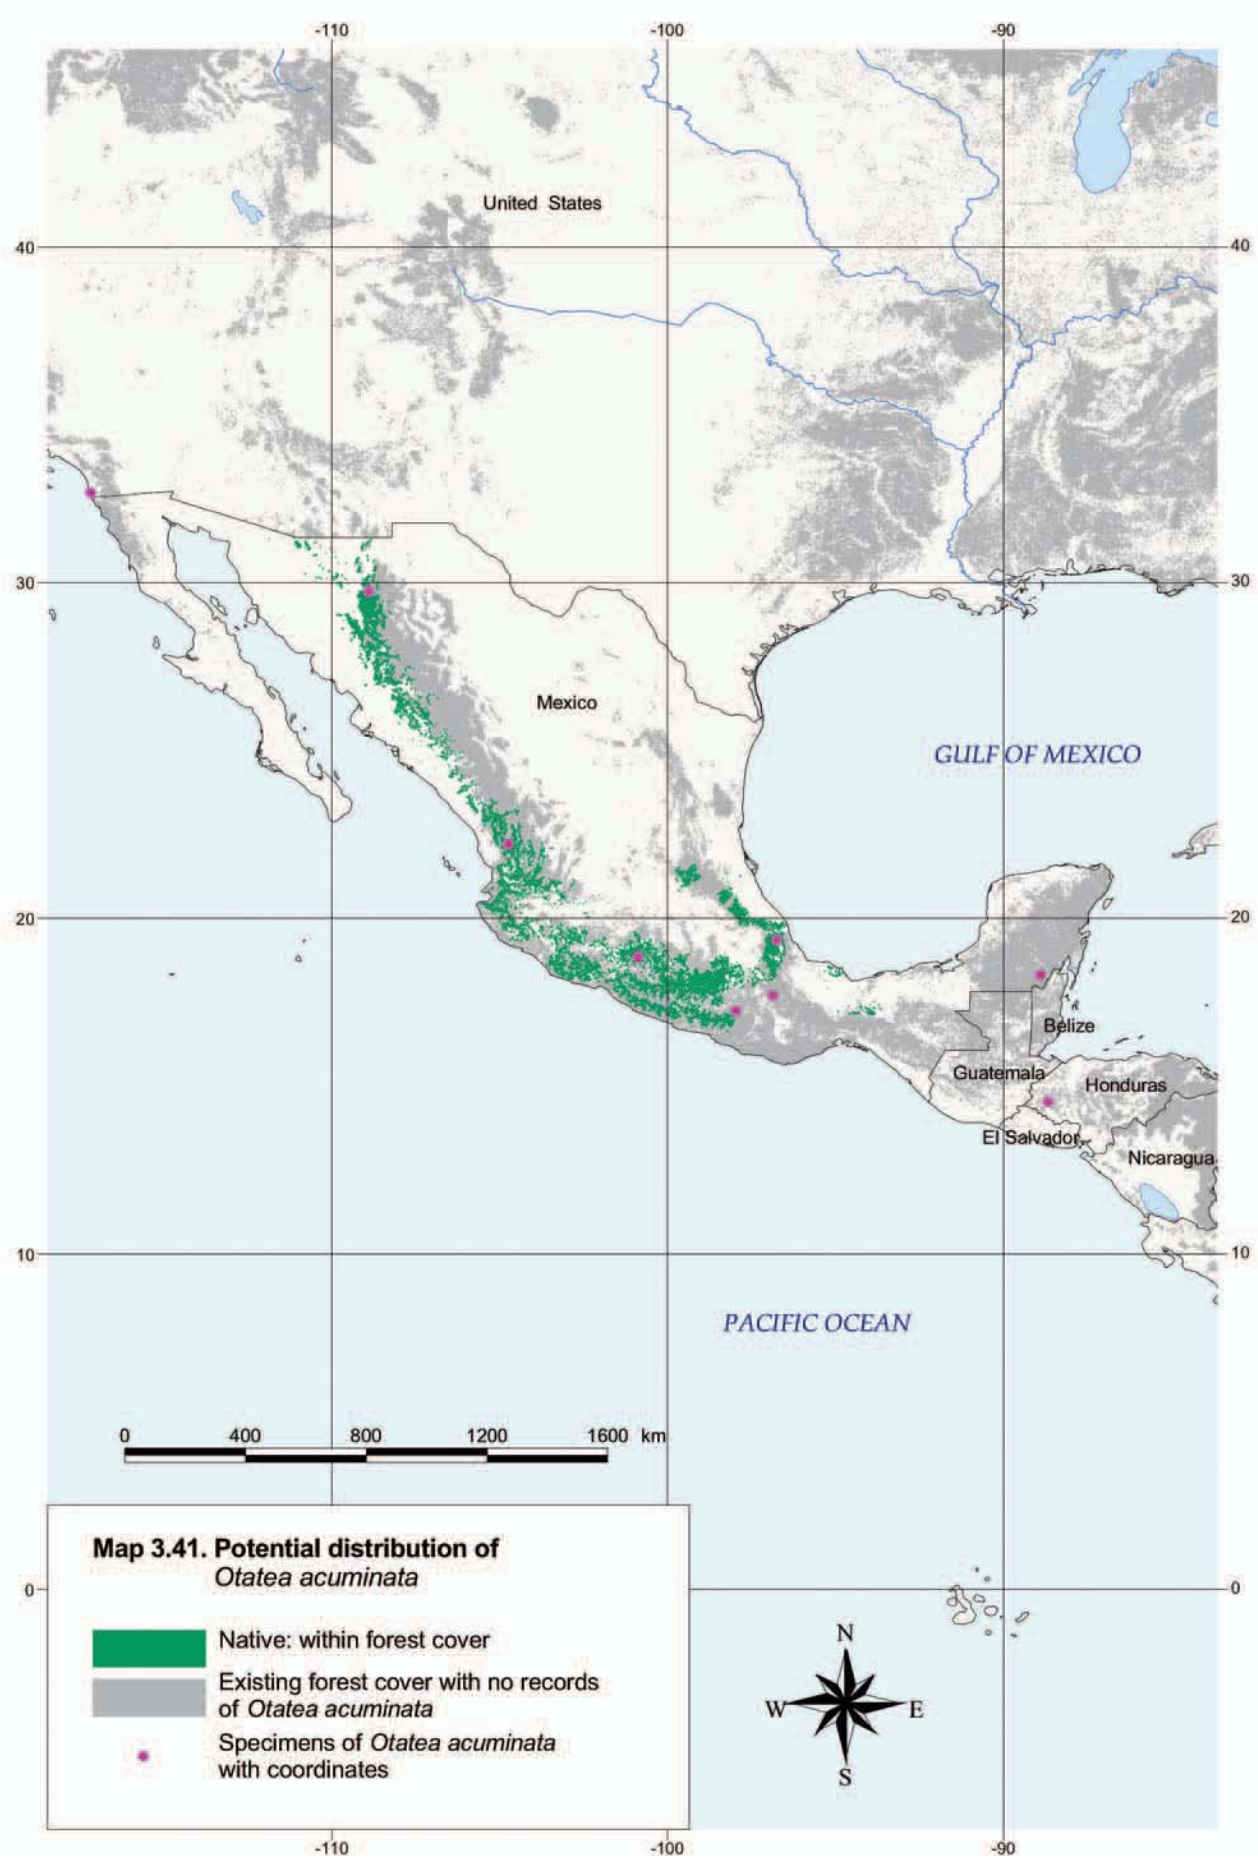 -110 -100 -90
United States
40 40
30 30
Mexico
GULF OF MEXICO
20 20
Belize
Guatemala
Honduras
El Salvador
Nicaragua
10 10
PACIFIC OCEAN
0 400 800 1200 1600 km
Map 3.41. Potential distribution of
Otatea acuminata
0 0
Native: within forest cover
Existing forest cover with no records
of Otatea acuminata
Specimens of Otatea acuminata
with coordinates
N
W E
S
-110 -100 -90